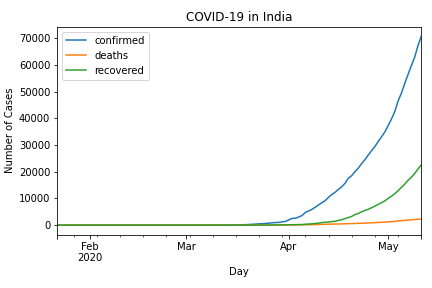 COVID-19 in India
confirmed
deaths
recovered
70000
60000
50000
40000
30000
20000
10000
0
Number of Cases
Feb
2020
Mar
Apr
May
Day